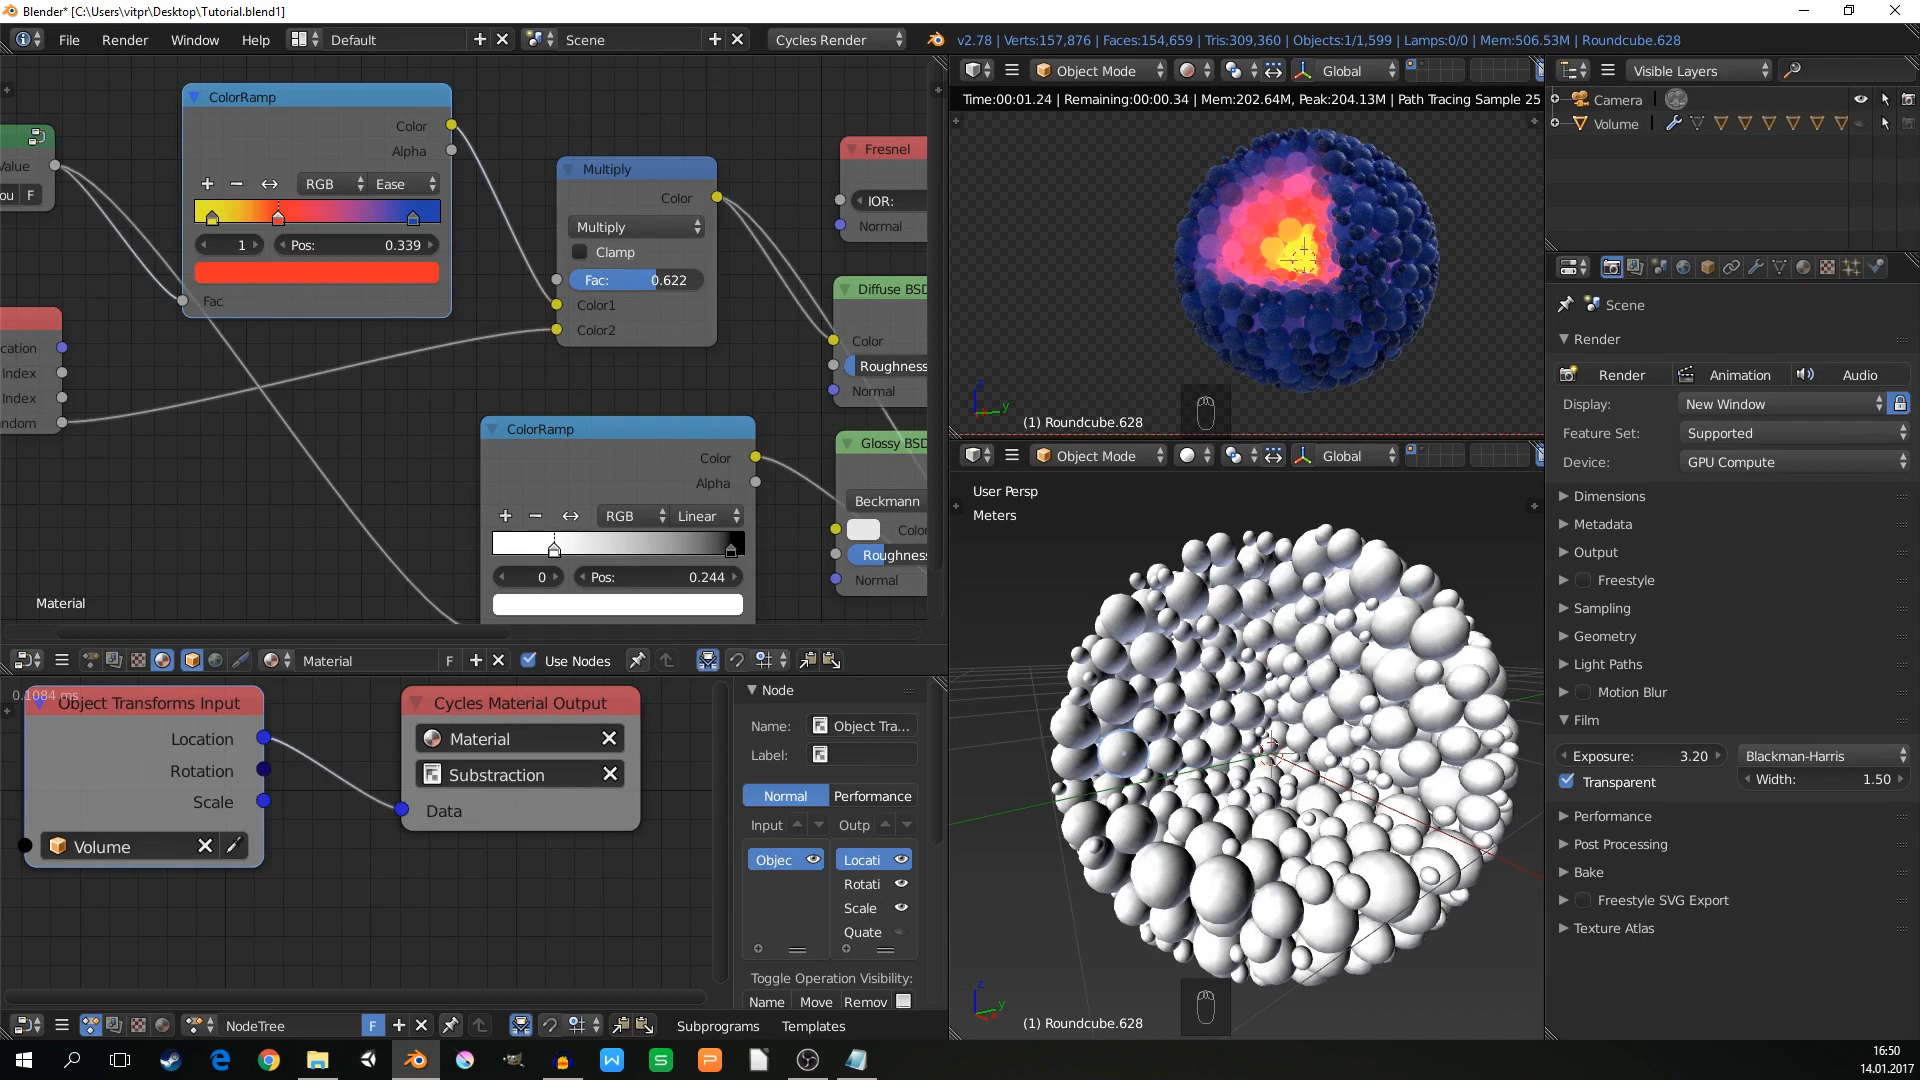 Blender* [C:\Users\vitpr\Desktop\Tutorial.blend1]
File Render Window Help Default Scene Cycles Render v2.78 | Verts:157,876 | Faces:154,659 | Tris:309,360 | Objects:1/1,599 | Lamps:0/0 | Mem:506.53M | Roundcube.628
ColorRamp
Color
Alpha
RGB Ease
1 Pos: 0.339
Fac
Value
F
Index
Index
Multiply
Color
Multiply
Clamp
Fac: 0.622
Color1
Color2
Fresnel
IOR:
Normal
Diffuse BSD
Color
Roughness
Normal
ColorRamp
Color
Alpha
RGB Linear
0 Pos: 0.244
Glossy BSD
Beckmann
Roughness
Normal
Material
Material F Use Nodes
0.1084 ms
Object Transforms Input
Location
Rotation
Scale
Volume
Cycles Material Output
Material
Substraction
Data
Node
Name: Object Tra...
Label:
Normal Performance
Input Outp
Objec Locati
Rotati
Scale
Quate
Toggle Operation Visibility:
Name Move Remov
NodeTree F Subprograms Templates
Object Mode Global
Time:00:01.24 | Remaining:00:00.34 | Mem:202.64M, Peak:204.13M | Path Tracing Sample 25
z
y
(1) Roundcube.628
Object Mode Global
User Persp
Meters
z
y
(1) Roundcube.628
Visible Layers
Camera
Volume
Scene
Render
Render Animation Audio
Display: New Window
Feature Set: Supported
Device: GPU Compute
Dimensions
Metadata
Output
Freestyle
Sampling
Geometry
Light Paths
Motion Blur
Film
Exposure: 3.20 Blackman-Harris
Transparent Width: 1.50
Performance
Post Processing
Bake
Freestyle SVG Export
Texture Atlas
16:50
14.01.2017